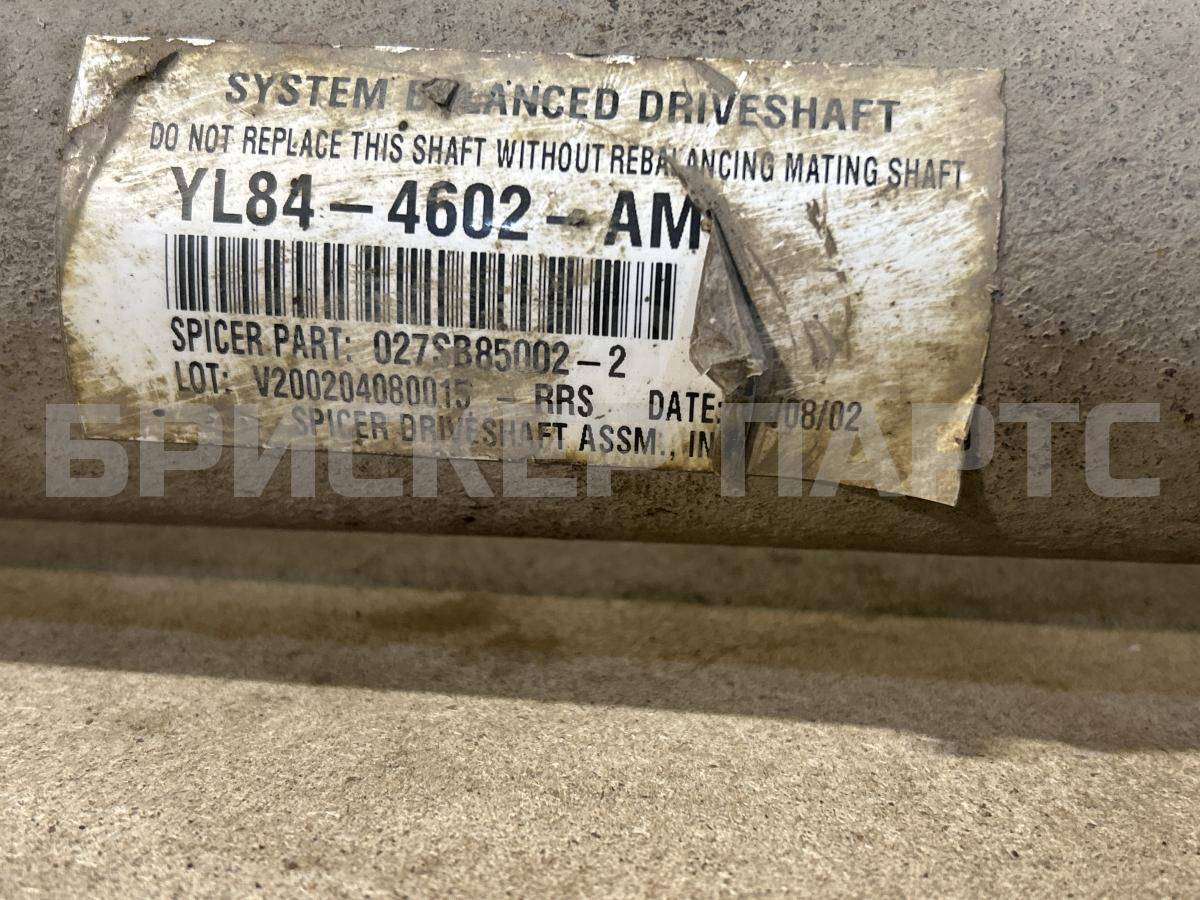 SYSTEM BALANCED DRIVESHAFT
DO NOT REPLACE THIS SHAFT WITHOUT REBALANCING MATING SHAFT
YL84-4602-AM
SPICER PART: 027SB85002-2
LOT: V200204080015 - RRS DATE: /08/02
SPICER DRIVESHAFT ASSM., IN
БРИСКЕР ПАРТС